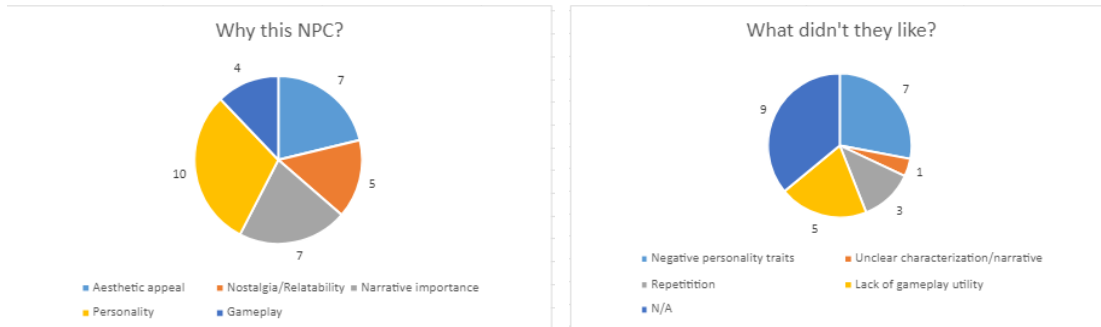 Why this NPC?
4
7
10
5
7
Aesthetic appeal
Nostalgia/Relatability
Narrative importance
Personality
Gameplay
What didn't they like?
9
7
1
3
5
Negative personality traits
Unclear characterization/narrative
Repetitition
Lack of gameplay utility
N/A